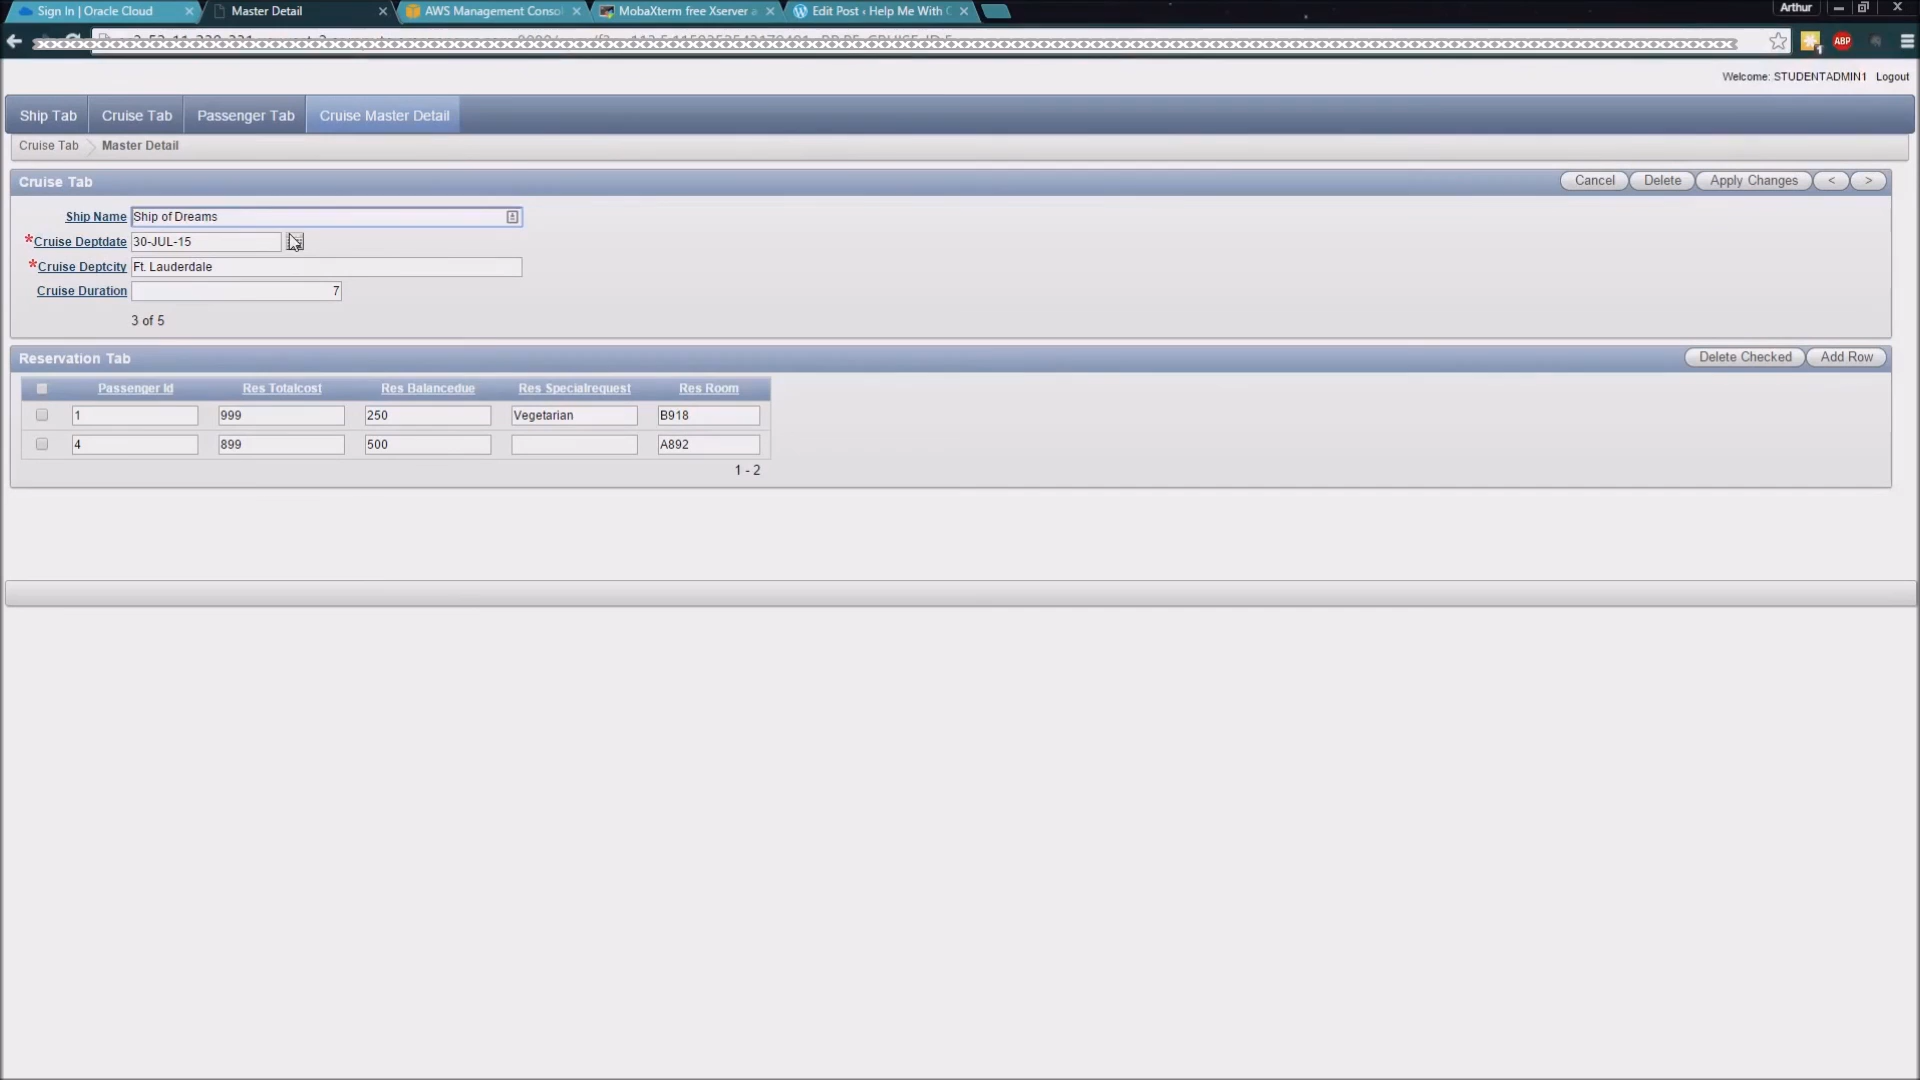 Sign In | Oracle Cloud
Master Detail
AWS Management Consol
MobaXterm free Xserver a
Edit Post ‹ Help Me With C
Arthur
ABP
Welcome: STUDENTADMIN1 Logout
Ship Tab Cruise Tab Passenger Tab Cruise Master Detail
Cruise Tab Master Detail
Cruise Tab Cancel Delete Apply Changes < >
Ship Name Ship of Dreams
*Cruise Deptdate 30-JUL-15
*Cruise Deptcity Ft. Lauderdale
Cruise Duration 7
3 of 5
Reservation Tab Delete Checked Add Row
Passenger Id Res Totalcost Res Balancedue Res Specialrequest Res Room
1 999 250 Vegetarian B918
4 899 500 A892
1 - 2